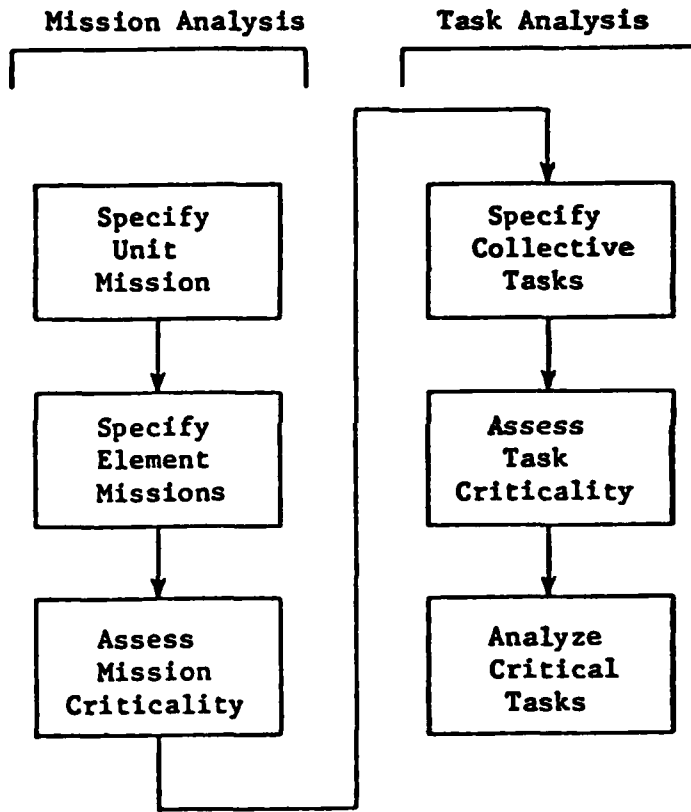 Mission Analysis
Specify
Unit
Mission
Specify
Element
Missions
Assess
Mission
Criticality
Task Analysis
Specify
Collective
Tasks
Assess
Task
Criticality
Analyze
Critical
Tasks